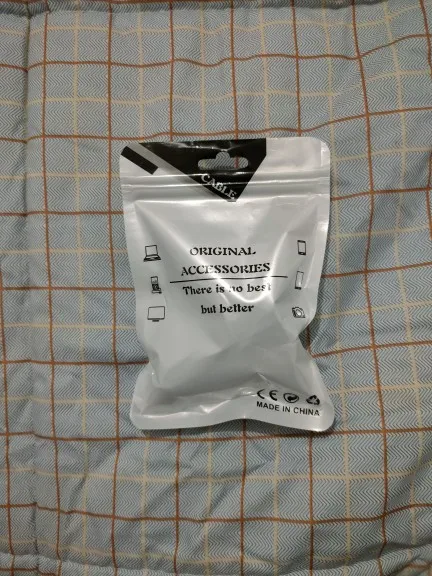 CABLE
ORIGINAL
ACCESSORIES
There is no best
but better
CE
MADE IN CHINA